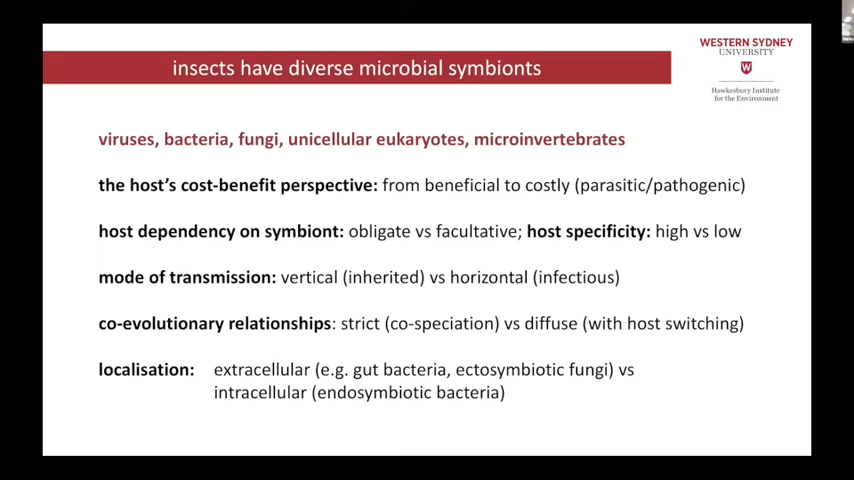 insects have diverse microbial symbionts
WESTERN SYDNEY
UNIVERSITY
W
Hawkesbury Institute
for the Environment
viruses, bacteria, fungi, unicellular eukaryotes, microinvertebrates
the host's cost-benefit perspective: from beneficial to costly (parasitic/pathogenic)
host dependency on symbiont: obligate vs facultative; host specificity: high vs low
mode of transmission: vertical (inherited) vs horizontal (infectious)
co-evolutionary relationships: strict (co-speciation) vs diffuse (with host switching)
localisation: extracellular (e.g. gut bacteria, ectosymbiotic fungi) vs
intracellular (endosymbiotic bacteria)